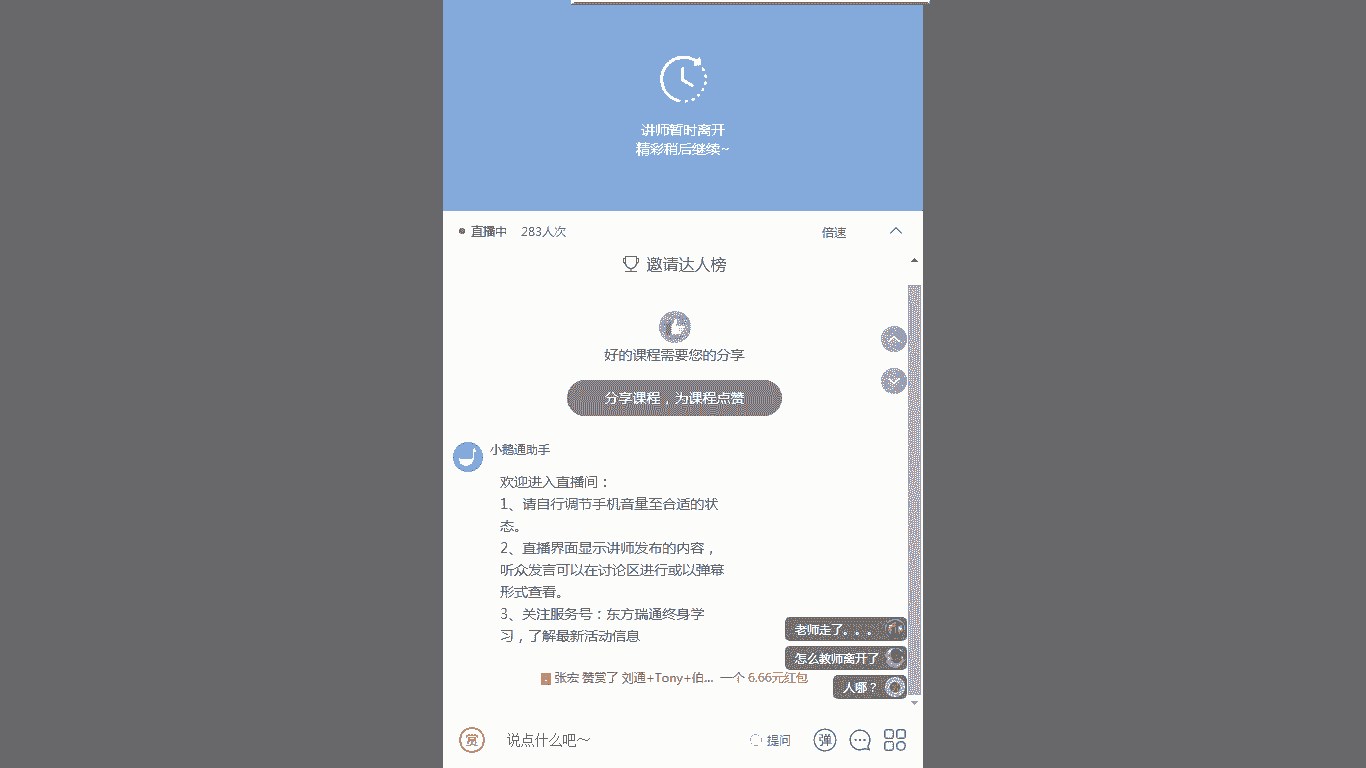 讲师暂时离开
精彩稍后继续~
直播中 283人次 倍速
邀请达人榜
好的课程需要您的分享
分享课程，为课程点赞
小鹅通助手
欢迎进入直播间：
1、请自行调节手机音量至合适的状
态。
2、直播界面显示讲师发布的内容，
听众发言可以在讨论区进行或以弹幕
形式查看。
3、关注服务号：东方瑞通终身学
习，了解最新活动信息
老师走了。。。
怎么教师离开了
张宏 赞赏了 刘通+Tony+伯... 一个 6.66元红包
人哪？
赏 说点什么吧～ 提问 弹